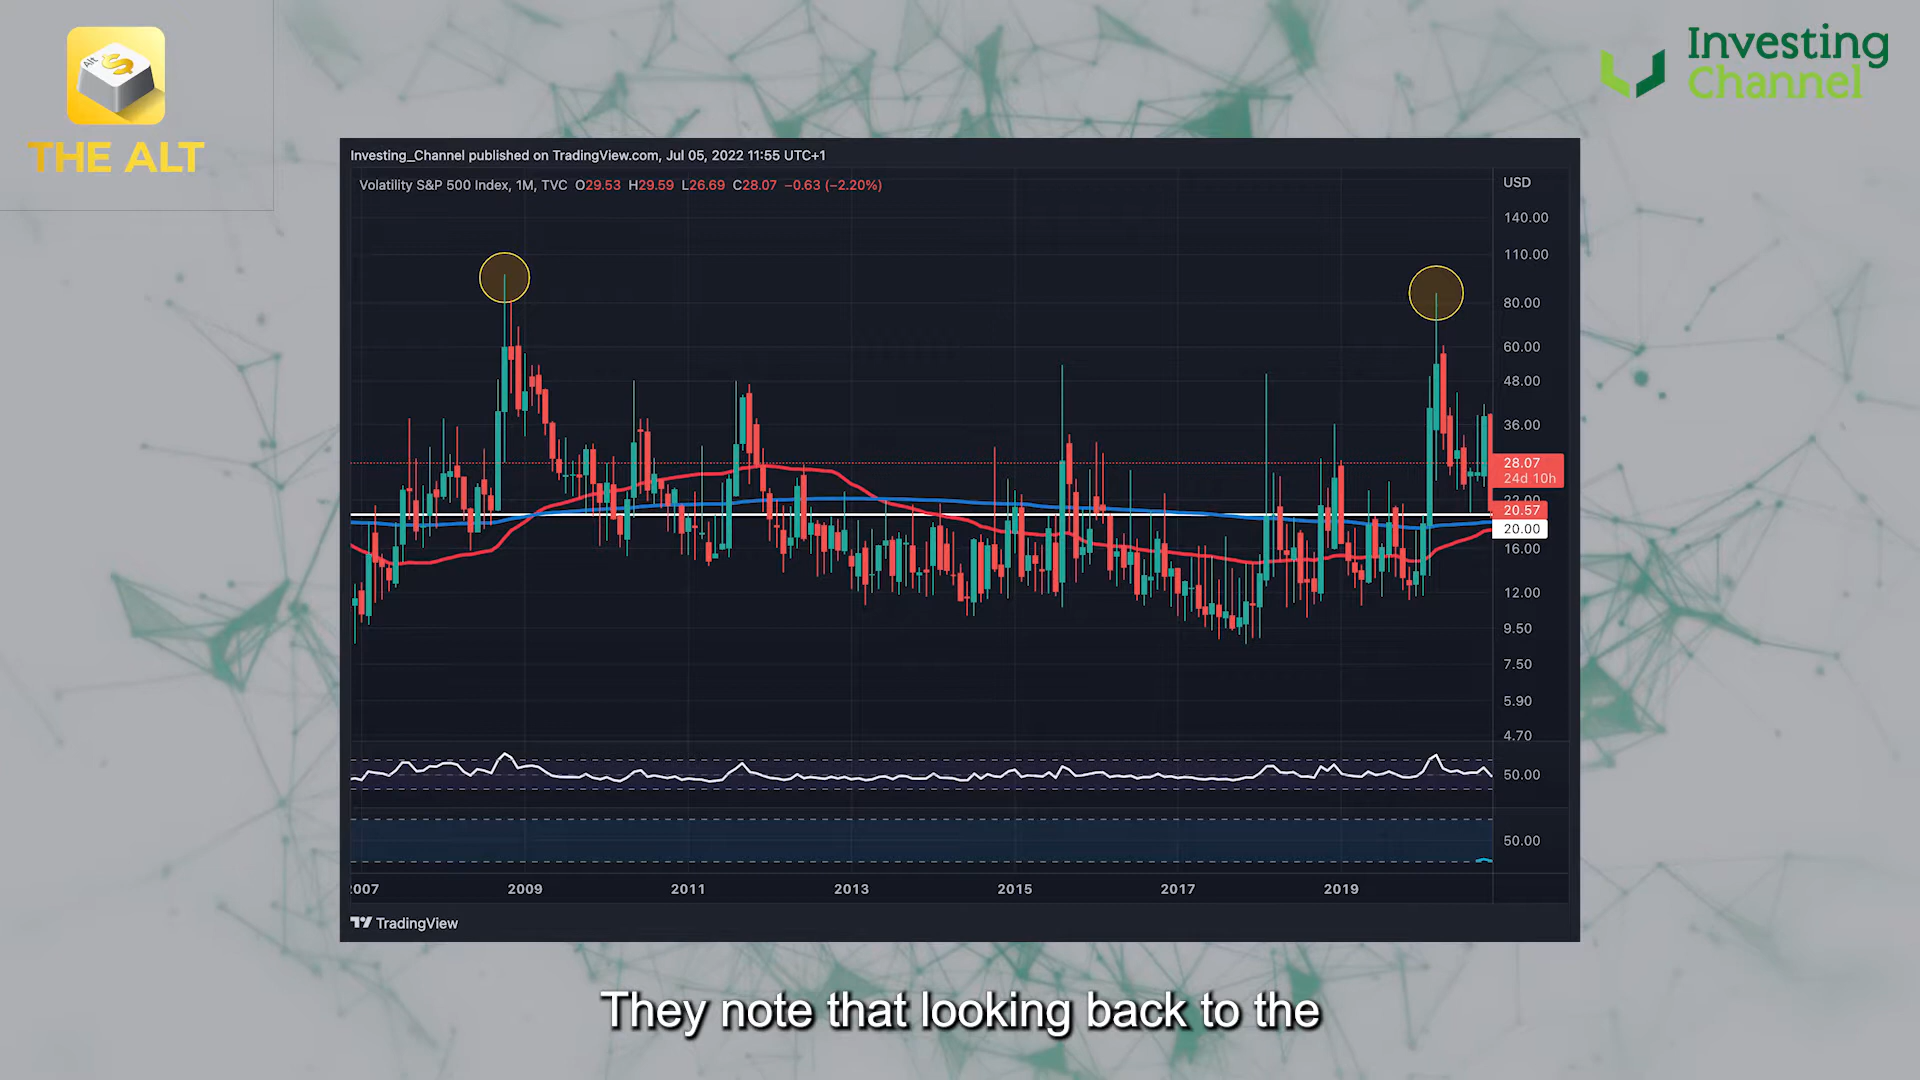 Alt
THE ALT
Investing
Channel
Investing_Channel published on TradingView.com, Jul 05, 2022 11:55 UTC+1
Volatility S&P 500 Index, 1M, TVC O29.53 H29.59 L26.69 C28.07 −0.63 (−2.20%)
USD
140.00
110.00
80.00
60.00
48.00
36.00
28.07
24d 10h
22.00
20.57
20.00
16.00
12.00
9.50
7.50
5.90
4.70
50.00
50.00
2007 2009 2011 2013 2015 2017 2019
TradingView
They note that looking back to the